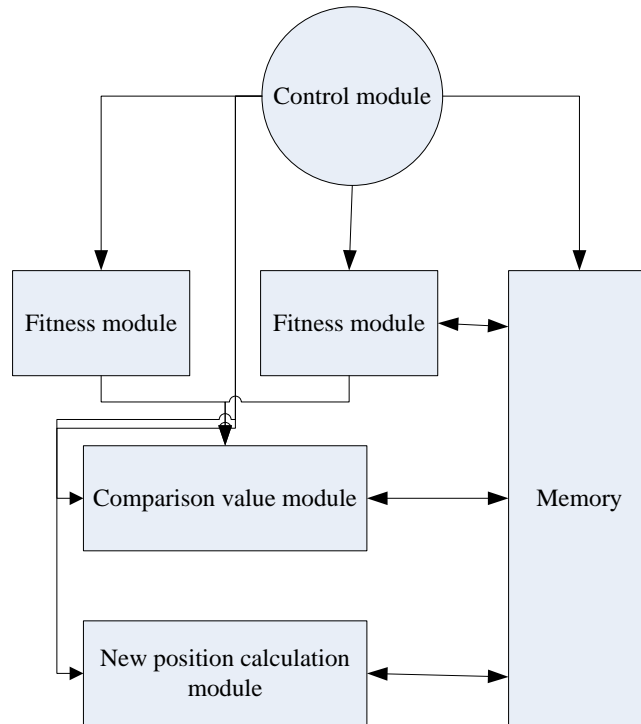 Control module
Fitness module
Fitness module
Comparison value module
Memory
New position calculation
module